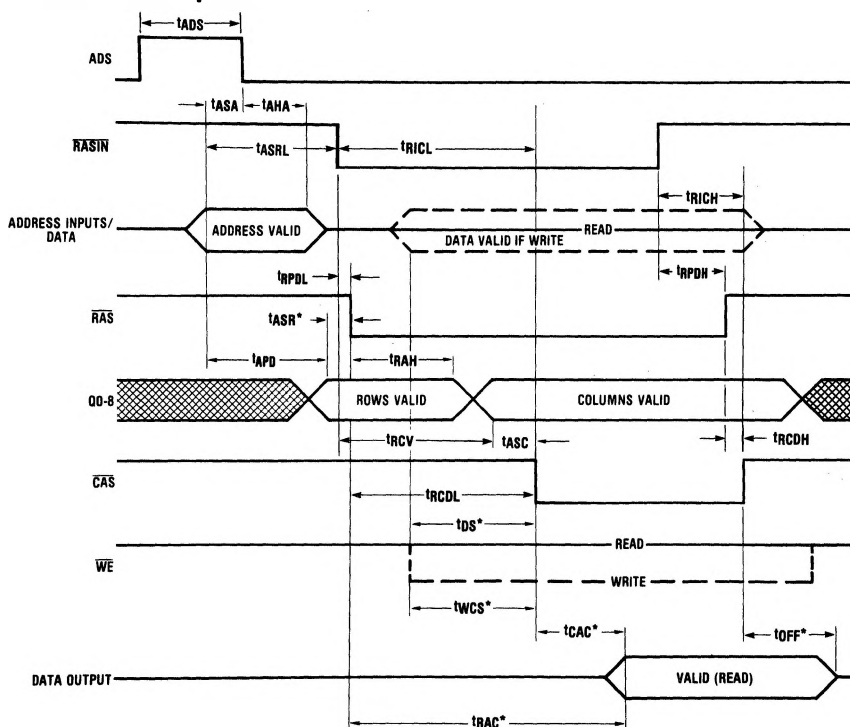 tADS
ADS
tASA
tAHA
RASIN
tASRL
tRICL
tRICH
ADDRESS INPUTS/
DATA
ADDRESS VALID
READ
DATA VALID IF WRITE
tRPDL
tRPDH
RAS
tASR*
tAPD
tRAH
Q0-8
ROWS VALID
COLUMNS VALID
tRCV
tASC
tRCDH
CAS
tRCDL
tDS*
READ
WE
WRITE
tWCS*
tCAC*
tOFF*
DATA OUTPUT
VALID (READ)
tRAC*